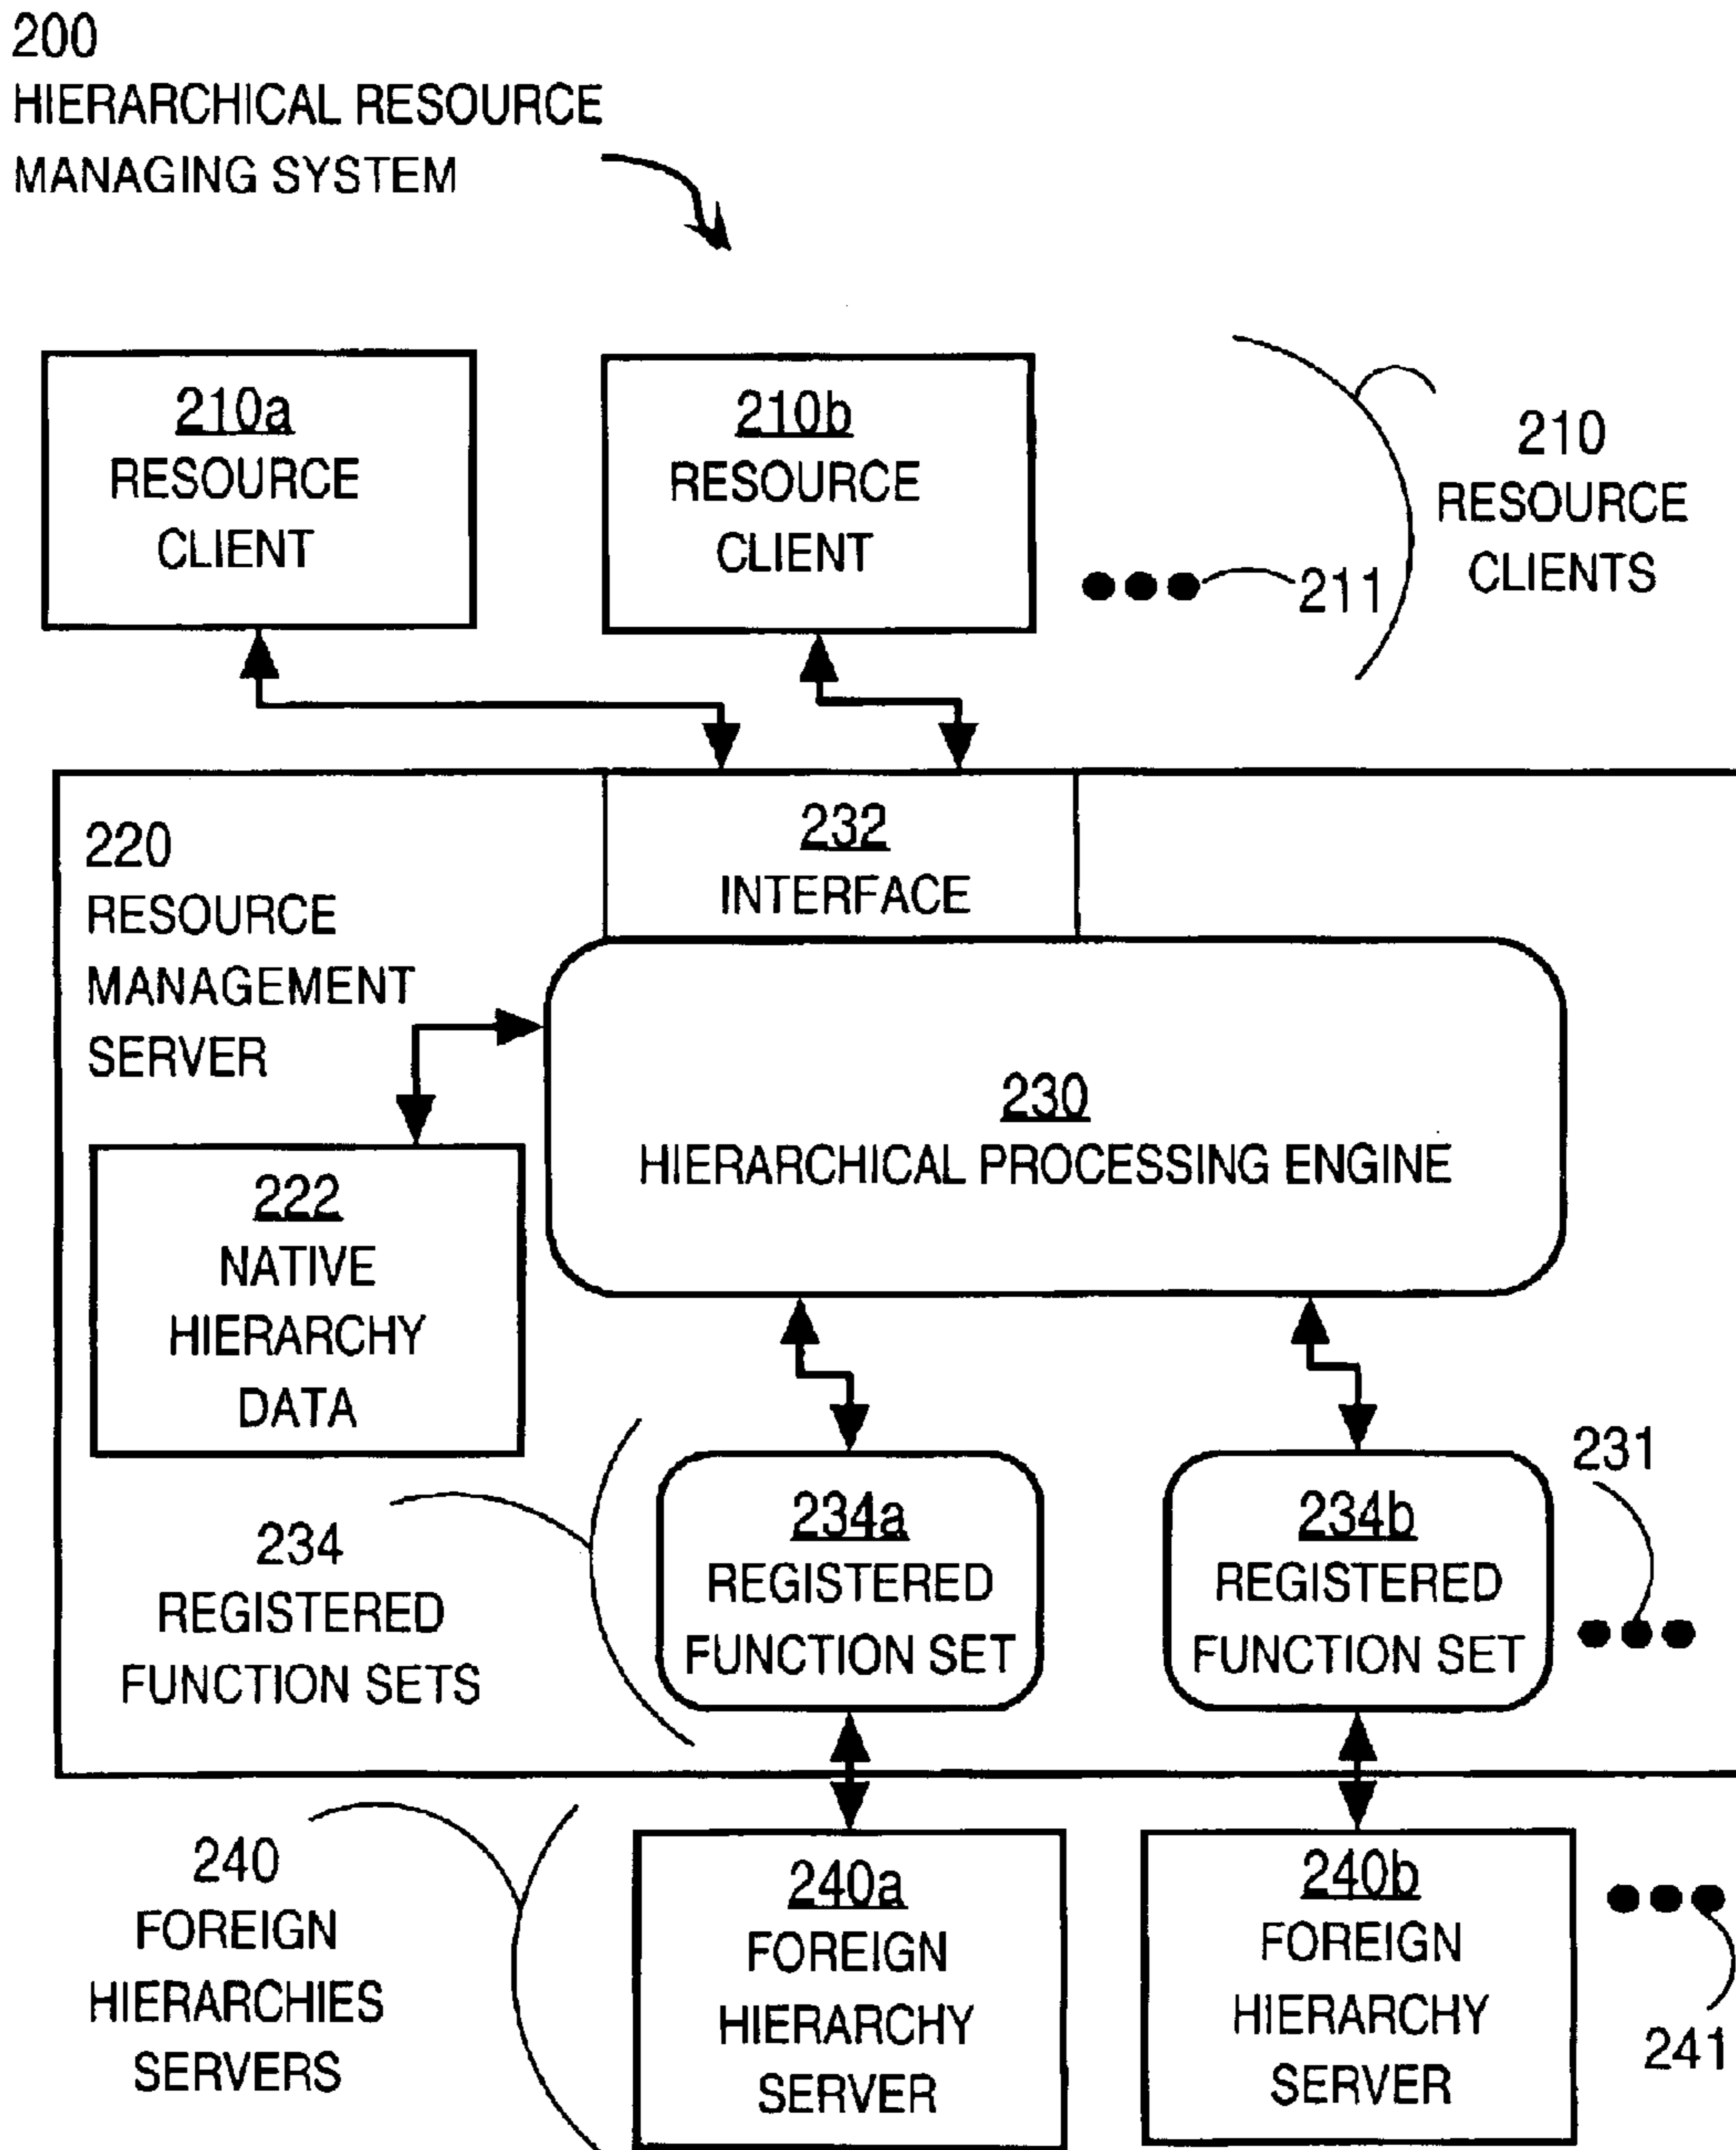 200
HIERARCHICAL RESOURCE
MANAGING SYSTEM
210a
RESOURCE
CLIENT
210b
RESOURCE
CLIENT
211
210
RESOURCE
CLIENTS
220
RESOURCE
MANAGEMENT
SERVER
232
INTERFACE
230
HIERARCHICAL PROCESSING ENGINE
222
NATIVE
HIERARCHY
DATA
234
REGISTERED
FUNCTION SETS
234a
REGISTERED
FUNCTION SET
234b
REGISTERED
FUNCTION SET
231
240
FOREIGN
HIERARCHIES
SERVERS
240a
FOREIGN
HIERARCHY
SERVER
240b
FOREIGN
HIERARCHY
SERVER
241